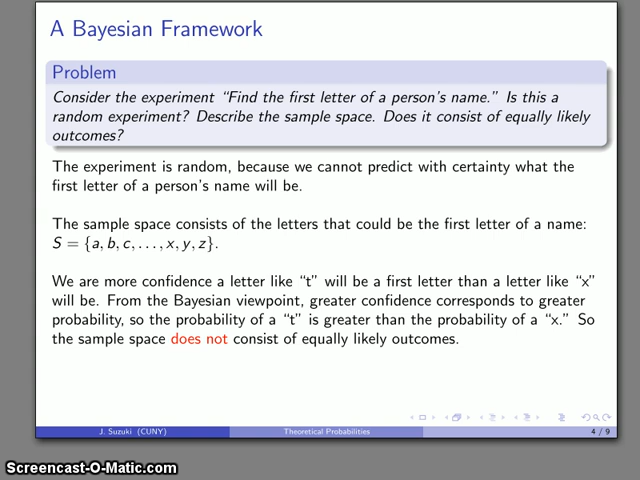 A Bayesian Framework
Problem
Consider the experiment “Find the first letter of a person’s name.” Is this a
random experiment? Describe the sample space. Does it consist of equally likely
outcomes?
The experiment is random, because we cannot predict with certainty what the
first letter of a person’s name will be.
The sample space consists of the letters that could be the first letter of a name:
S = {a, b, c, . . . , x, y, z}.
We are more confidence a letter like “t” will be a first letter than a letter like “x”
will be. From the Bayesian viewpoint, greater confidence corresponds to greater
probability, so the probability of a “t” is greater than the probability of a “x.” So
the sample space does not consist of equally likely outcomes.
J. Suzuki (CUNY) Theoretical Probabilities 4 / 9
Screencast-O-Matic.com